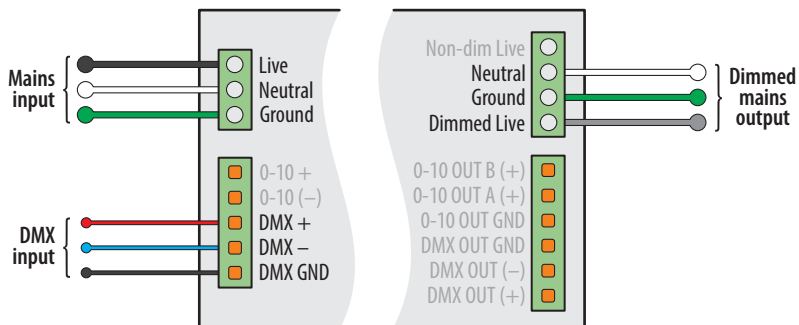 Mains
input
Live
Neutral
Ground
0-10 +
0-10 (–)
DMX +
DMX –
DMX GND
DMX
input
Non-dim Live
Neutral
Ground
Dimmed Live
Dimmed
mains
output
0-10 OUT B (+)
0-10 OUT A (+)
0-10 OUT GND
DMX OUT GND
DMX OUT (–)
DMX OUT (+)